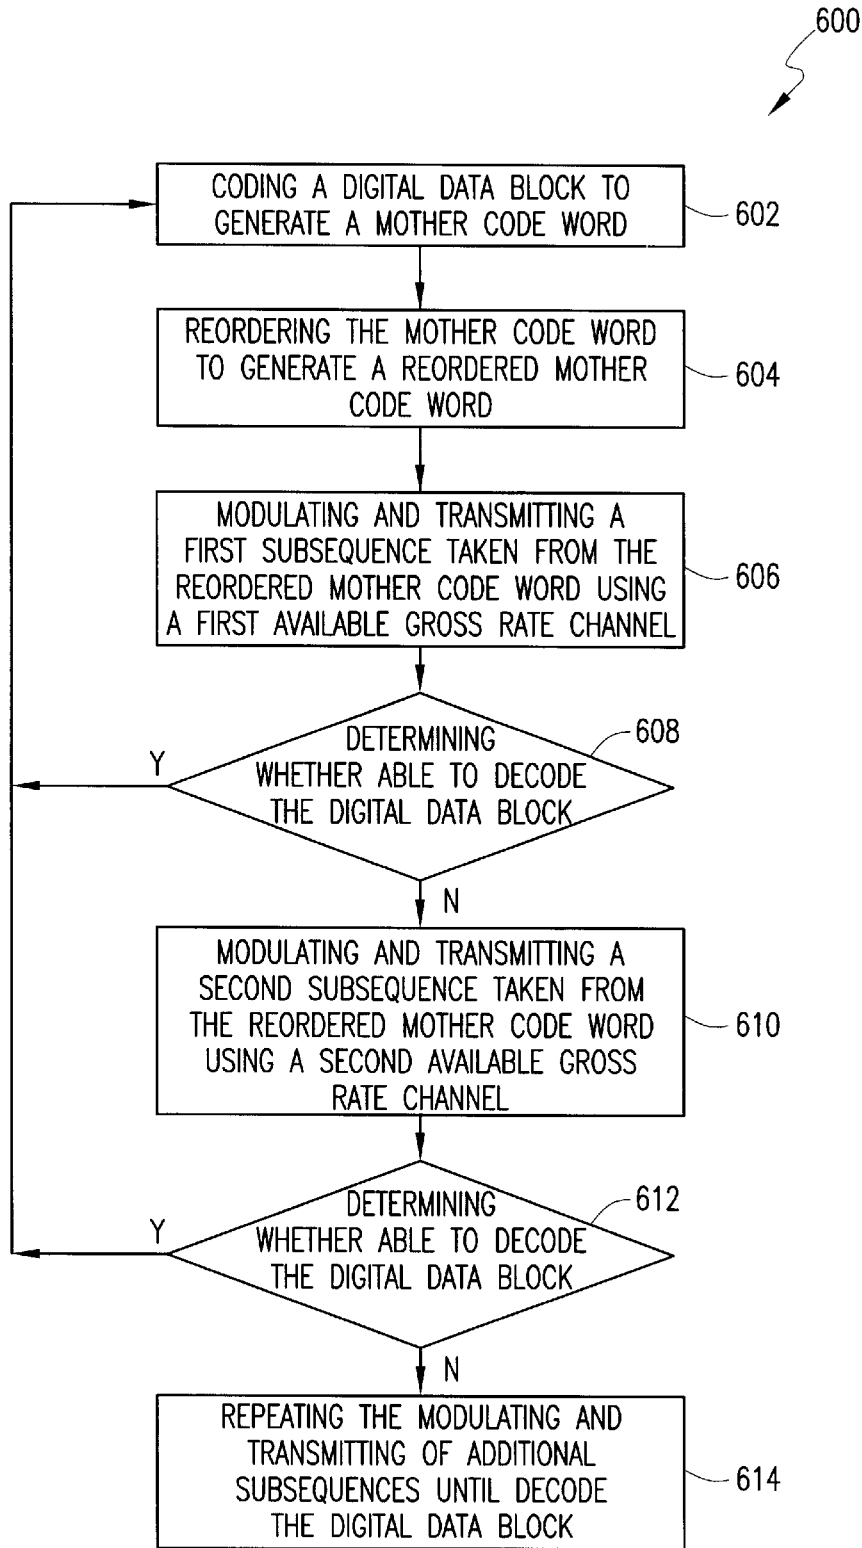 600
CODING A DIGITAL DATA BLOCK TO
GENERATE A MOTHER CODE WORD
602
REORDERING THE MOTHER CODE WORD
TO GENERATE A REORDERED MOTHER
CODE WORD
604
MODULATING AND TRANSMITTING A
FIRST SUBSEQUENCE TAKEN FROM THE
REORDERED MOTHER CODE WORD USING
A FIRST AVAILABLE GROSS RATE CHANNEL
606
DETERMINING
WHETHER ABLE TO DECODE
THE DIGITAL DATA BLOCK
608
Y
N
MODULATING AND TRANSMITTING A
SECOND SUBSEQUENCE TAKEN FROM
THE REORDERED MOTHER CODE WORD
USING A SECOND AVAILABLE GROSS
RATE CHANNEL
610
DETERMINING
WHETHER ABLE TO DECODE
THE DIGITAL DATA BLOCK
612
Y
N
REPEATING THE MODULATING AND
TRANSMITTING OF ADDITIONAL
SUBSEQUENCES UNTIL DECODE
THE DIGITAL DATA BLOCK
614